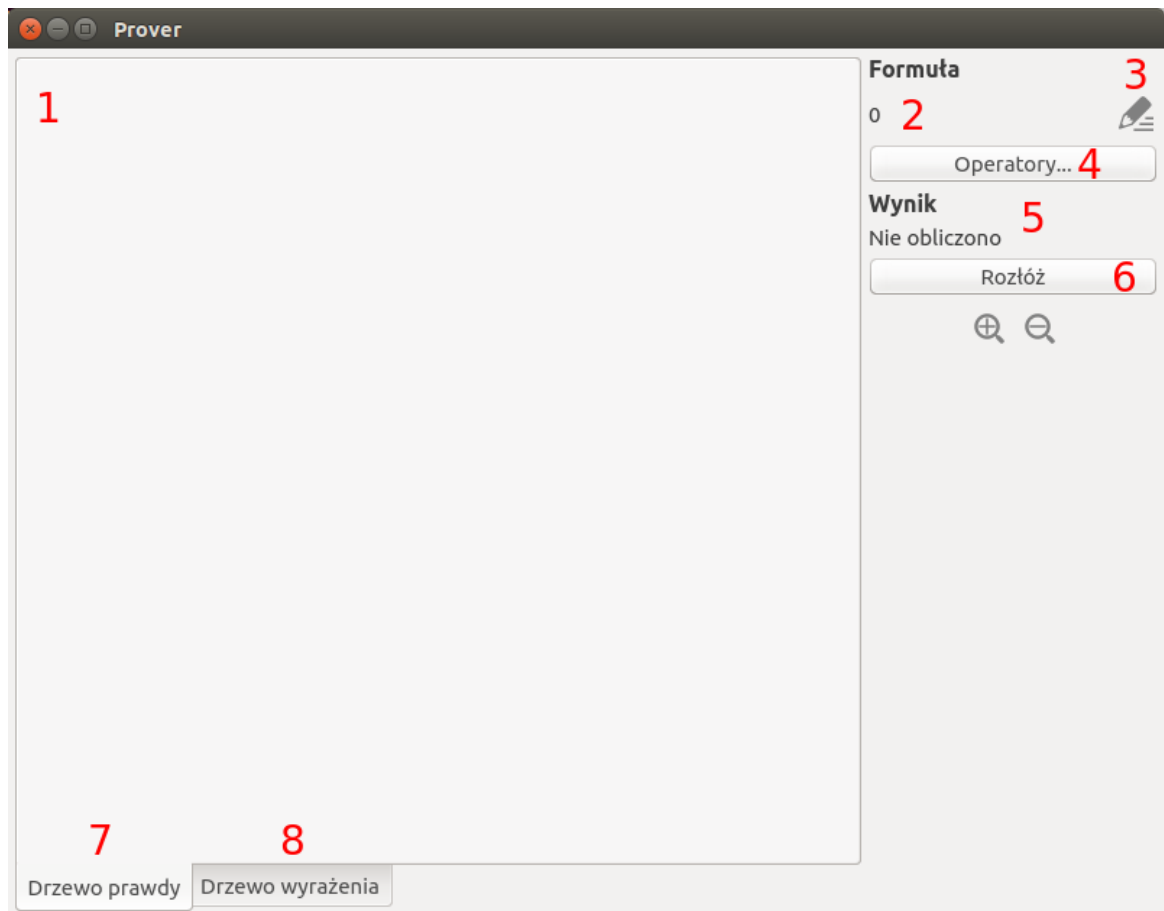 Prover
1
Formuła 3
0 2
Operatory... 4
Wynik 5
Nie obliczono
Rozłóż 6
7 8
Drzewo prawdy Drzewo wyrażenia